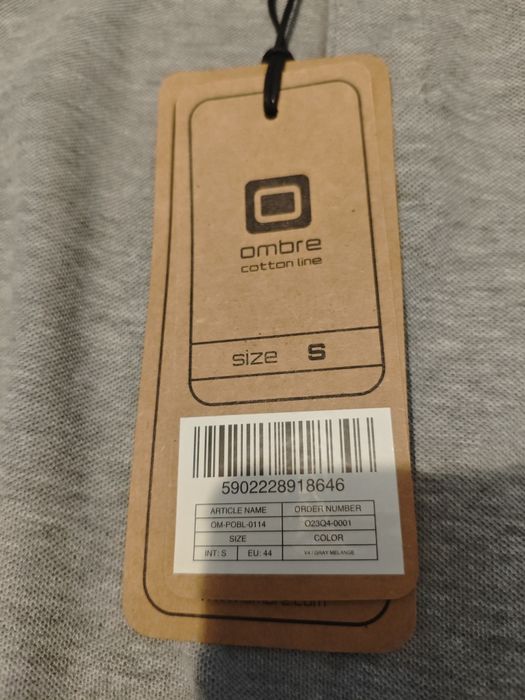 ombre
cotton line
size S
5902228918646
ARTICLE NAME ORDER NUMBER
OM-POBL-0114 O23Q4-0001
SIZE COLOR
INT: S EU: 44 V4 / GRAY MELANGE